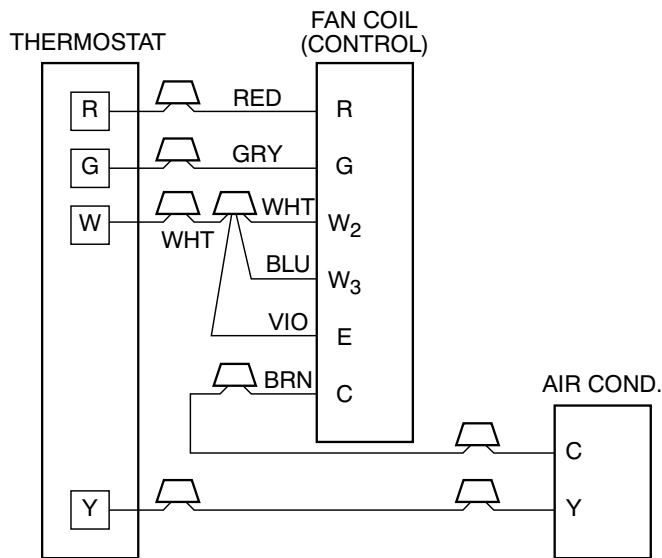 FAN COIL
(CONTROL)
THERMOSTAT
R RED R
G GRY G
W WHT WHT W₂
BLU W₃
VIO E
BRN C
AIR COND.
C
Y Y